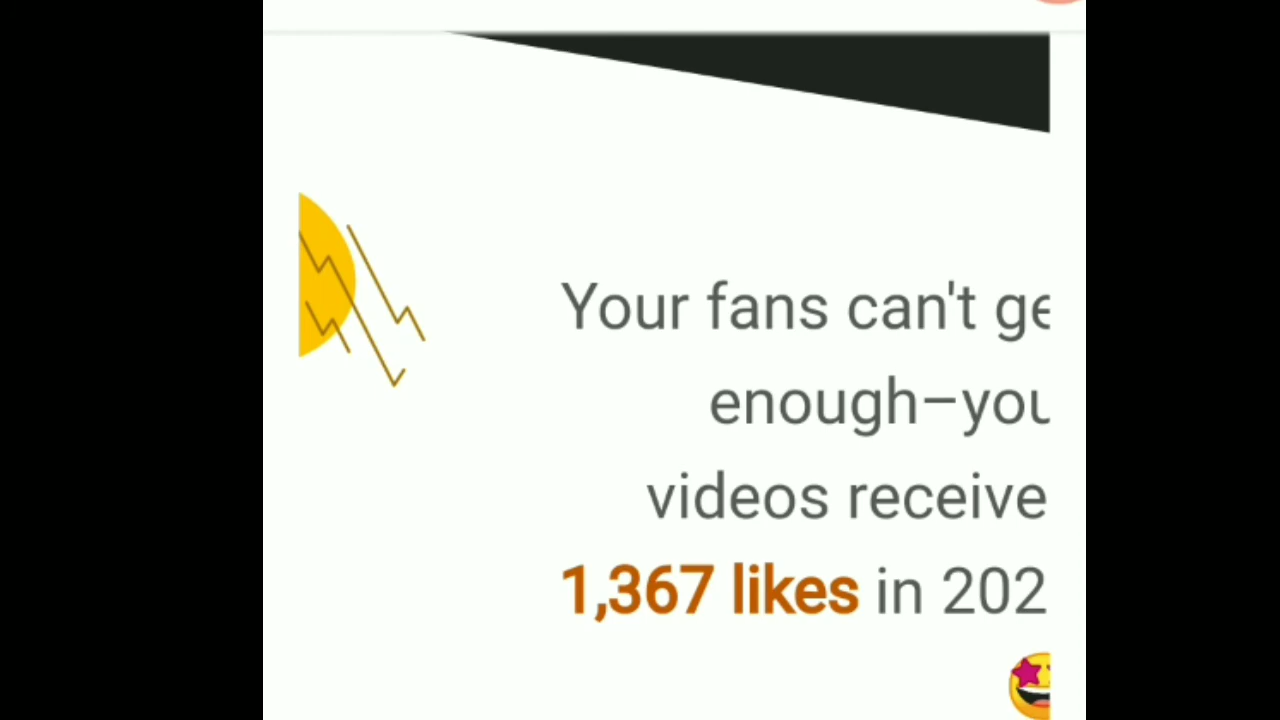 Your fans can't ge
enough–you
videos receive
1,367 likes in 202